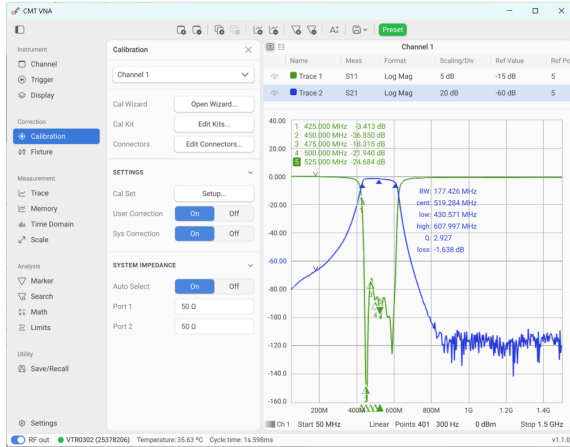 CMT VNA
Preset
Instrument
Channel
Trigger
Display
Correction
Calibration
Fixture
Measurement
Trace
Memory
Time Domain
Scale
Analysis
Marker
Search
Math
Limits
Utility
Save/Recall
Settings
Calibration
Channel 1
Cal Wizard Open Wizard...
Cal Kit Edit Kits...
Connectors Edit Connectors...
SETTINGS
Cal Set Setup...
User Correction On Off
Sys Correction On Off
SYSTEM IMPEDANCE
Auto Select On Off
Port 1 50 Ω
Port 2 50 Ω
Channel 1
Name Meas Format Scaling/Div Ref Value Ref Po
Trace 1 S11 Log Mag 5 dB -15 dB 5
Trace 2 S21 Log Mag 20 dB -60 dB 5
40.00
20.00
0.000
-20.00
-40.00
-60.00
-80.00
-100.0
-120.0
-140.0
-160.0
1 425.000 MHz -3.413 dB
2 450.000 MHz -36.850 dB
3 475.000 MHz -18.315 dB
4 500.000 MHz -21.940 dB
5 525.000 MHz -24.684 dB
BW: 177.426 MHz
cent: 519.284 MHz
low: 430.571 MHz
high: 607.997 MHz
Q: 2.927
loss: -1.638 dB
200M 400M 600M 800M 1G 1.2G 1.4G
Ch 1 Start 50 MHz Linear Points 401 300 Hz 0 dBm Stop 1.5 GHz
RF out VTR0302 (25378206) Temperature: 35.63 °C Cycle time: 1s 598ms v1.1.0